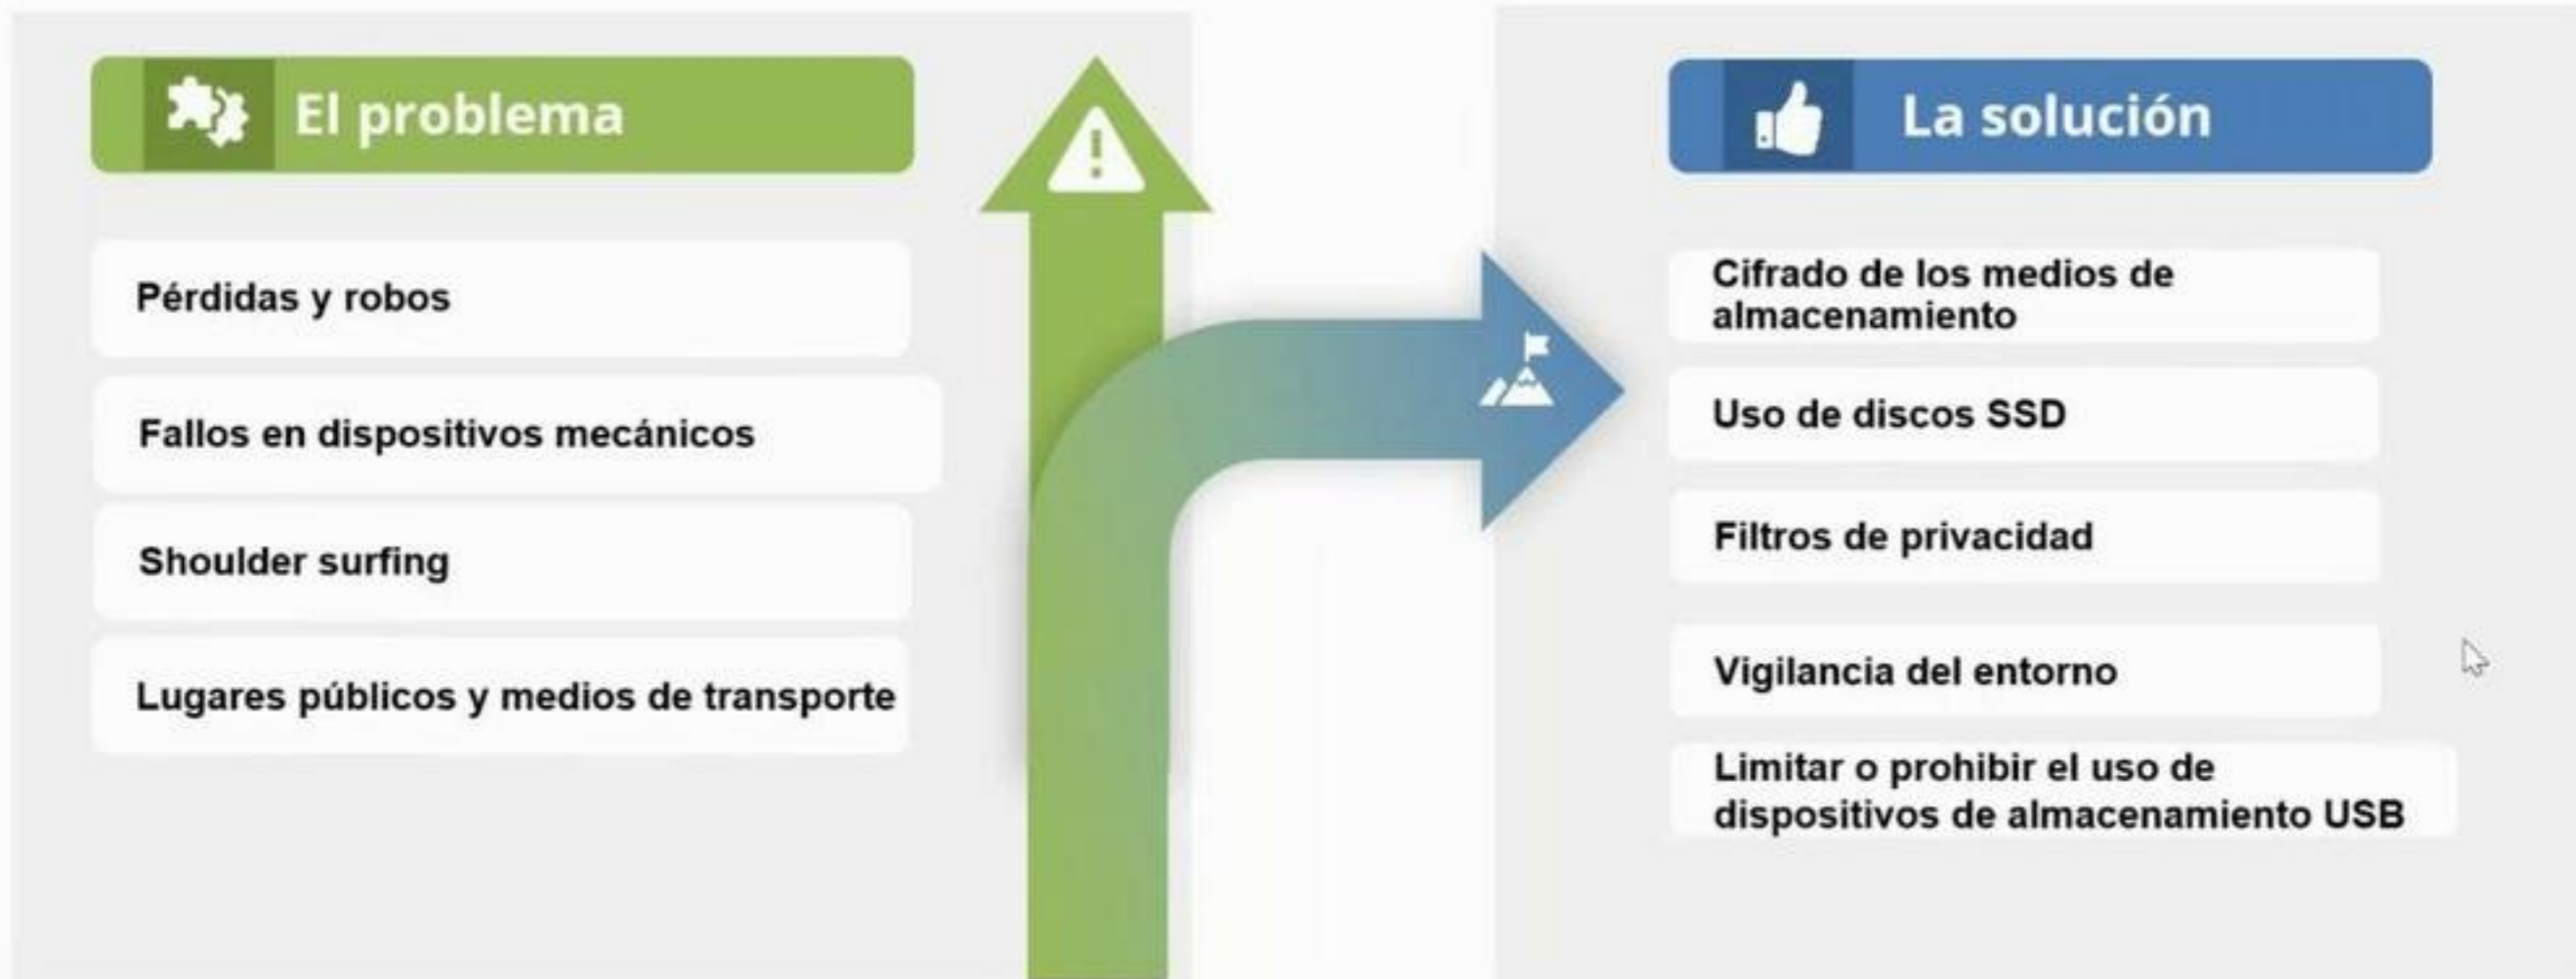 El problema
Pérdidas y robos
Fallos en dispositivos mecánicos
Shoulder surfing
Lugares públicos y medios de transporte
La solución
Cifrado de los medios de
almacenamiento
Uso de discos SSD
Filtros de privacidad
Vigilancia del entorno
Limitar o prohibir el uso de
dispositivos de almacenamiento USB